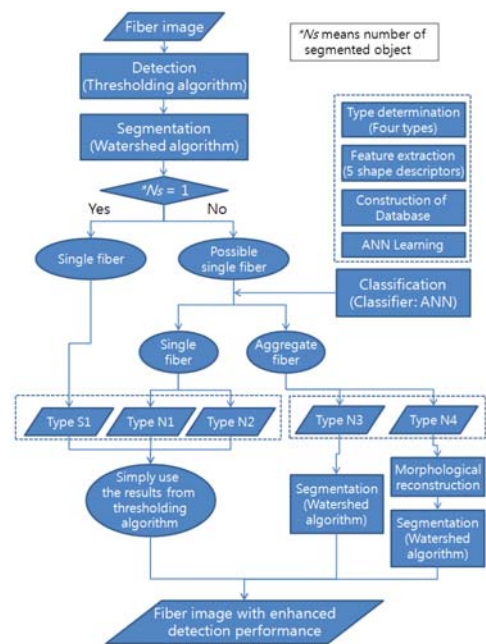 Fiber image
*Ns means number of
segmented object
Detection
(Thresholding algorithm)
Segmentation
(Watershed algorithm)
*Ns = 1
Yes
No
Type determination
(Four types)
Feature extraction
(5 shape descriptors)
Construction of
Database
ANN Learning
Single fiber
Possible
single fiber
Classification
(Classifier: ANN)
Single
fiber
Aggregate
fiber
Type S1
Type N1
Type N2
Type N3
Type N4
Simply use
the results from
thresholding
algorithm
Segmentation
(Watershed
algorithm)
Morphological
reconstruction
Segmentation
(Watershed
algorithm)
Fiber image with enhanced
detection performance